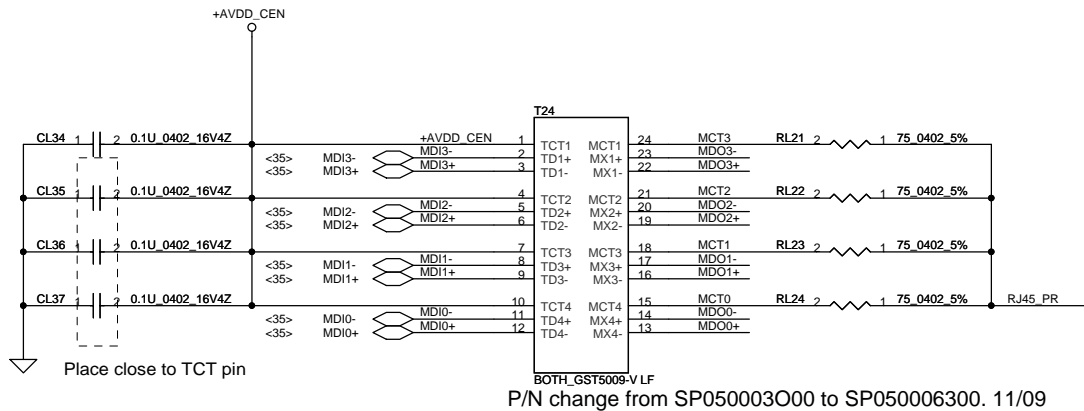 +AVDD_CEN
T24
CL34 1 2 0.1U_0402_16V4Z +AVDD_CEN 1 TCT1 MCT1 24 MCT3 RL21 2 1 75_0402_5%
<35> MDI3- MDI3- 2 TD1+ MX1+ 23 MDO3-
<35> MDI3+ MDI3+ 3 TD1- MX1- 22 MDO3+
CL35 1 2 0.1U_0402_16V4Z 4 TCT2 MCT2 21 MCT2 RL22 2 1 75_0402_5%
<35> MDI2- MDI2- 5 TD2+ MX2+ 20 MDO2-
<35> MDI2+ MDI2+ 6 TD2- MX2- 19 MDO2+
CL36 1 2 0.1U_0402_16V4Z 7 TCT3 MCT3 18 MCT1 RL23 2 1 75_0402_5%
<35> MDI1- MDI1- 8 TD3+ MX3+ 17 MDO1-
<35> MDI1+ MDI1+ 9 TD3- MX3- 16 MDO1+
CL37 1 2 0.1U_0402_16V4Z 10 TCT4 MCT4 15 MCT0 RL24 2 1 75_0402_5% RJ45_PR
<35> MDI0- MDI0- 11 TD4+ MX4+ 14 MDO0-
<35> MDI0+ MDI0+ 12 TD4- MX4- 13 MDO0+
Place close to TCT pin
BOTH_GST5009-V LF
P/N change from SP050003O00 to SP050006300. 11/09